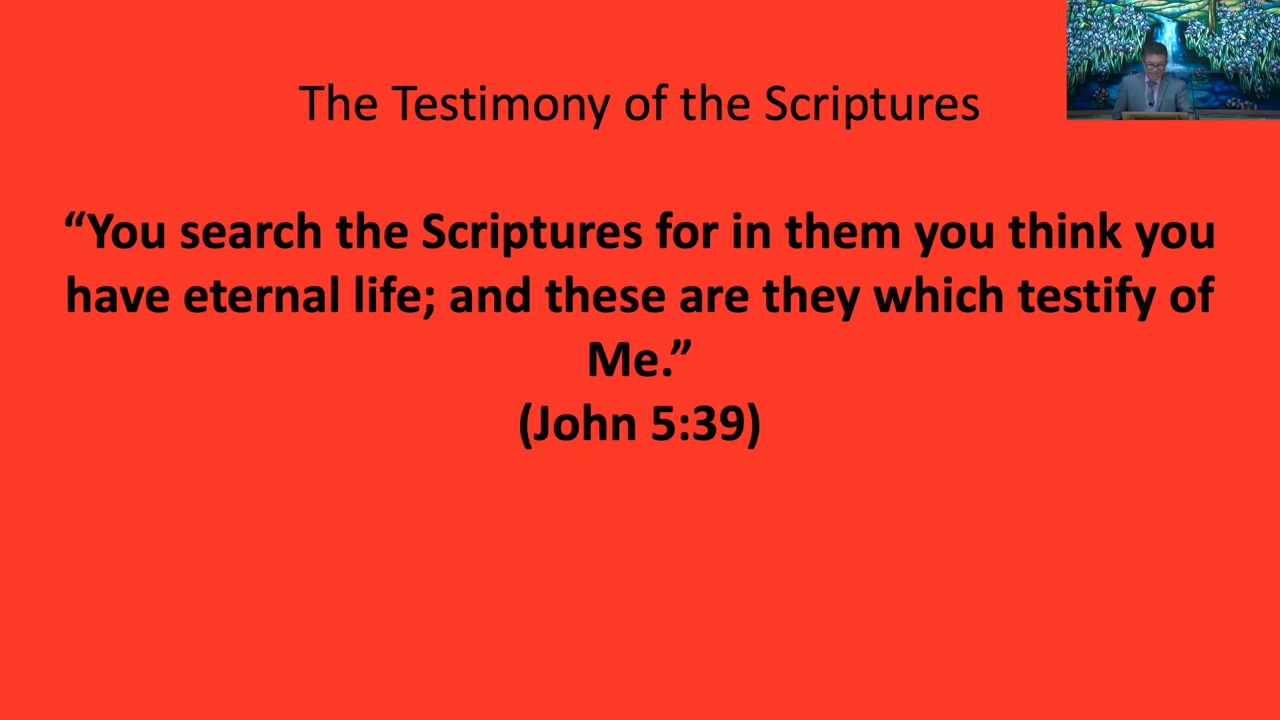 The Testimony of the Scriptures
“You search the Scriptures for in them you think you
have eternal life; and these are they which testify of
Me.”
(John 5:39)